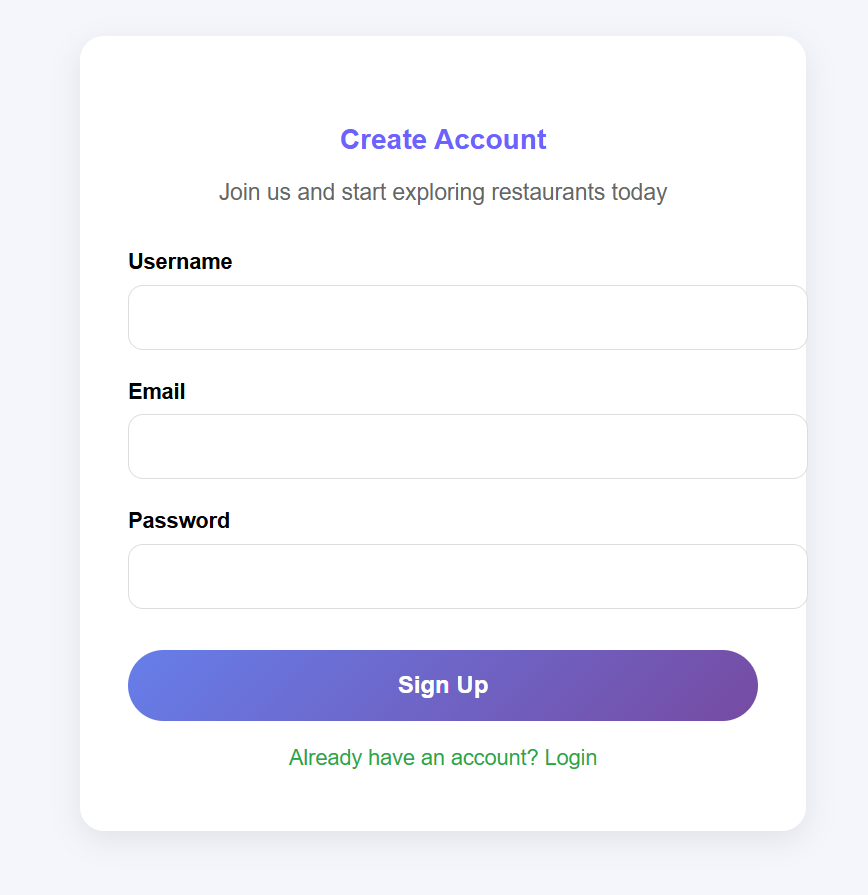 Create Account
Join us and start exploring restaurants today
Username
Email
Password
Sign Up
Already have an account? Login